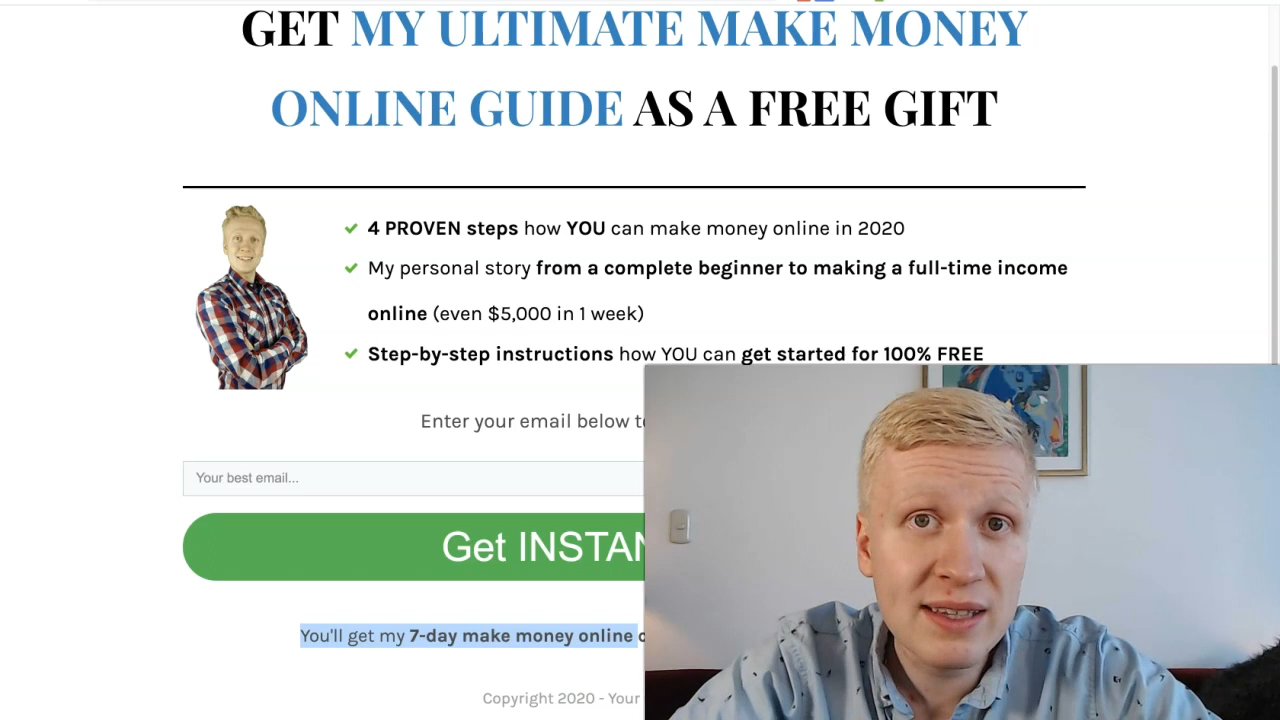 GET MY ULTIMATE MAKE MONEY
ONLINE GUIDE AS A FREE GIFT
4 PROVEN steps how YOU can make money online in 2020
My personal story from a complete beginner to making a full-time income
online (even $5,000 in 1 week)
Step-by-step instructions how YOU can get started for 100% FREE
Enter your email below
Your best email...
Get
You'll get my 7-day make money online
Copyright 2020 - Your